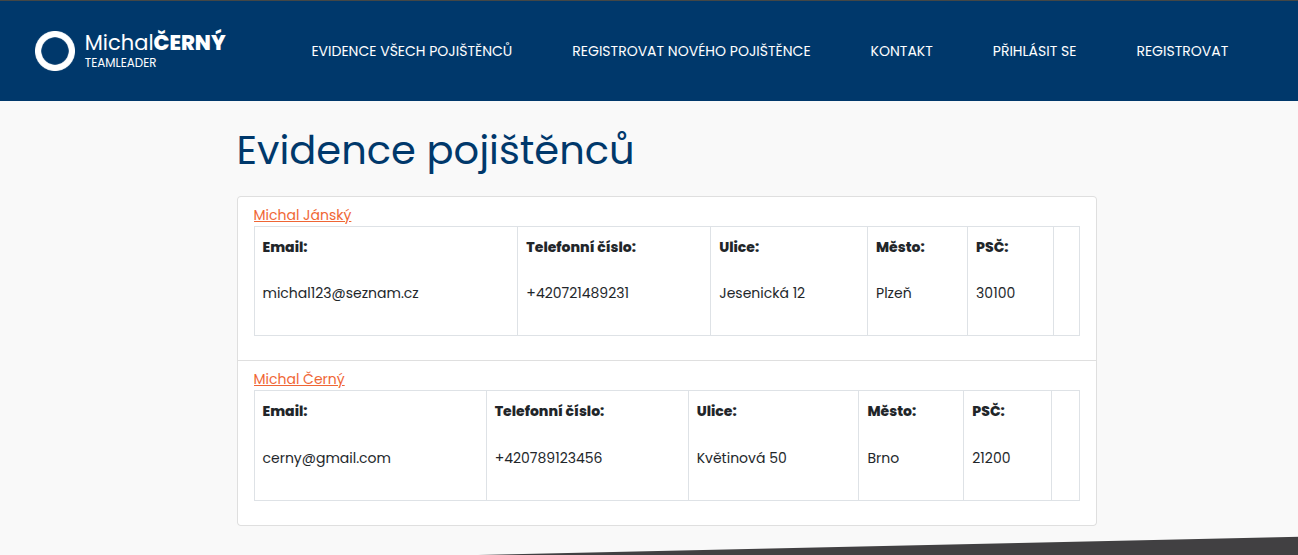 MichalČERNÝ
TEAMLEADER
EVIDENCE VŠECH POJIŠTĚNCŮ REGISTROVAT NOVÉHO POJIŠTĚNCE KONTAKT PŘIHLÁSIT SE REGISTROVAT
Evidence pojištěnců
Michal Jánský
Email: Telefonní číslo: Ulice: Město: PSČ:
michal123@seznam.cz +420721489231 Jesenická 12 Plzeň 30100
Michal Černý
Email: Telefonní číslo: Ulice: Město: PSČ:
cerny@gmail.com +420789123456 Květinová 50 Brno 21200